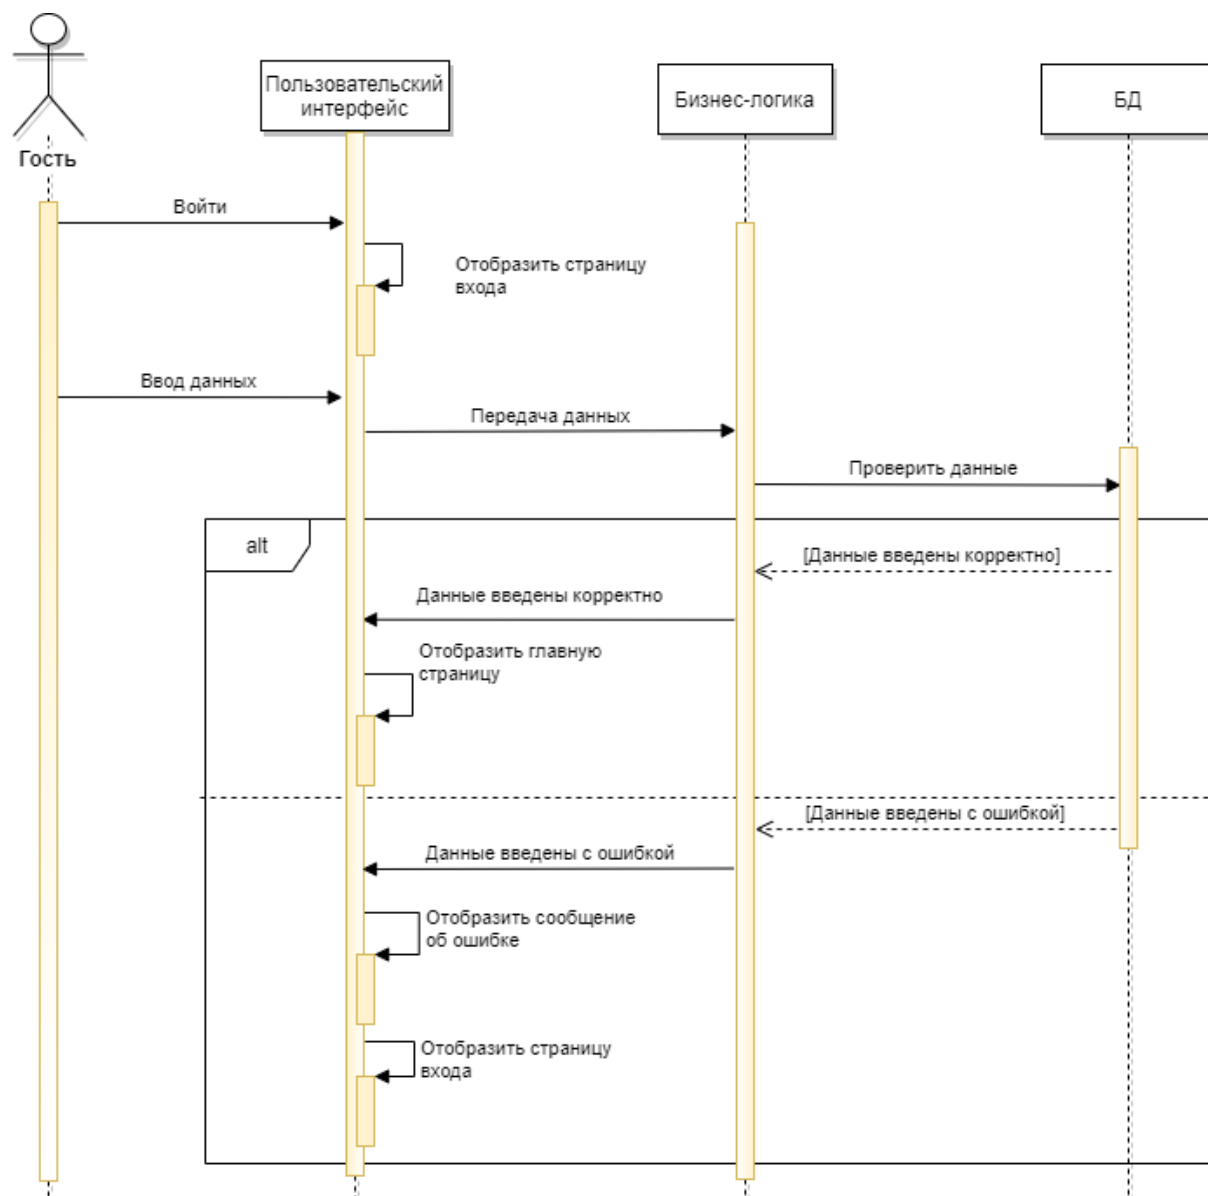 Пользовательский
интерфейс
Бизнес-логика
БД
Гость
Войти
Отобразить страницу
входа
Ввод данных
Передача данных
Проверить данные
alt
[Данные введены корректно]
Данные введены корректно
Отобразить главную
страницу
[Данные введены с ошибкой]
Данные введены с ошибкой
Отобразить сообщение
об ошибке
Отобразить страницу
входа